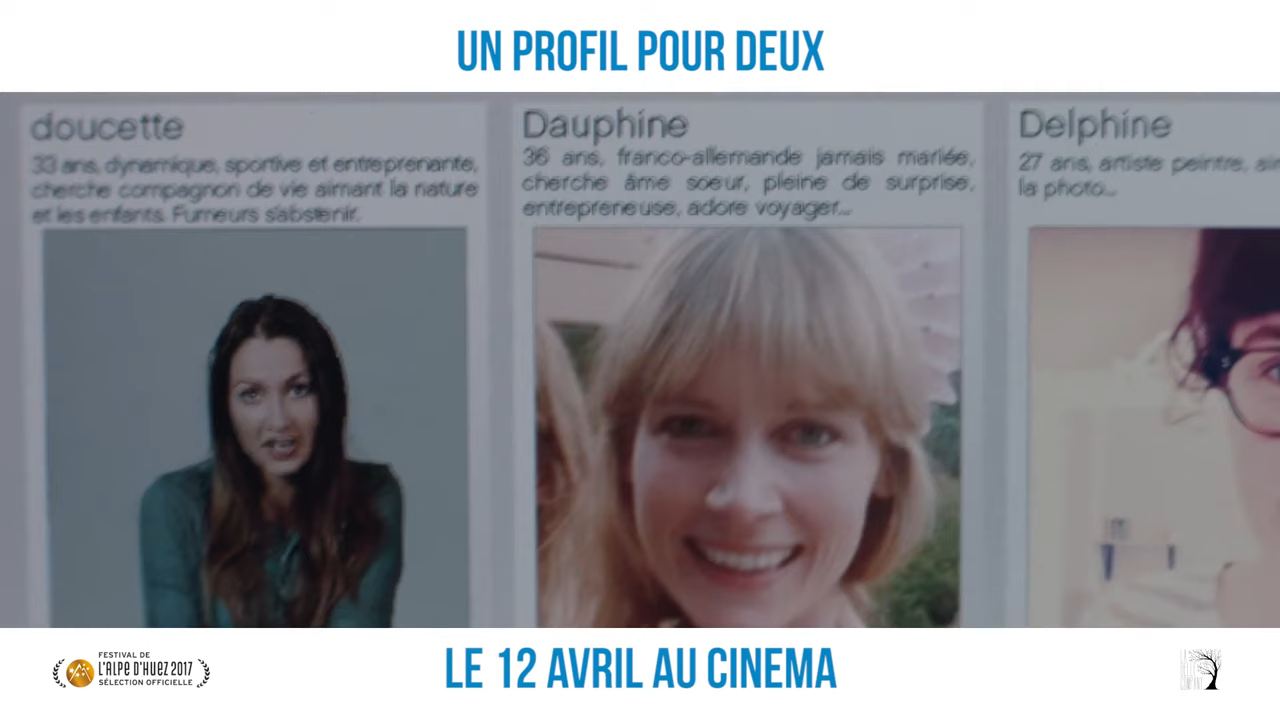 UN PROFIL POUR DEUX
doucette
33 ans, dynamique, sportive et entreprenante,
cherche compagnon de vie aimant la nature
et les enfants. Fumeurs s'abstenir.
Dauphine
36 ans, franco-allemande jamais mariée,
cherche âme soeur, pleine de surprise,
entrepreneuse, adore voyager...
Delphine
27 ans, artiste peintre,
la photo...
FESTIVAL DE
L'ALPE D'HUEZ 2017
SÉLECTION OFFICIELLE
LE 12 AVRIL AU CINEMA